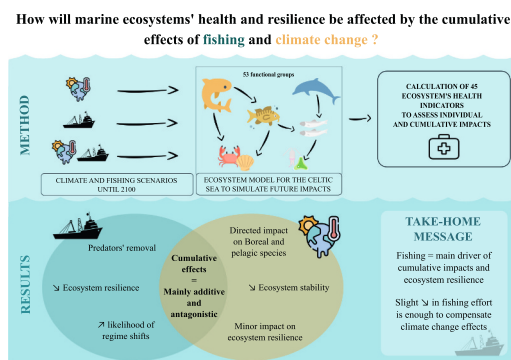 How will marine ecosystems' health and resilience be affected by the cumulative
effects of fishing and climate change ?
METHOD
53 functional groups
CLIMATE AND FISHING SCENARIOS
UNTIL 2100
ECOSYSTEM MODEL FOR THE CELTIC
SEA TO SIMULATE FUTURE IMPACTS
CALCULATION OF 45
ECOSYSTEM'S HEALTH
INDICATORS
TO ASSESS INDIVIDUAL
AND CUMULATIVE IMPACTS
RESULTS
Predators' removal
↘ Ecosystem resilience
↗ likelihood of
regime shifts
Cumulative
effects
=
Mainly additive
and
antagonistic
Directed impact
on Boreal and
pelagic species
↘ Ecosystem stability
Minor impact on
ecosystem resilience
TAKE-HOME
MESSAGE
Fishing = main driver of
cumulative impacts and
ecosystem resilience
Slight ↘ in fishing effort
is enough to compensate
climate change effects